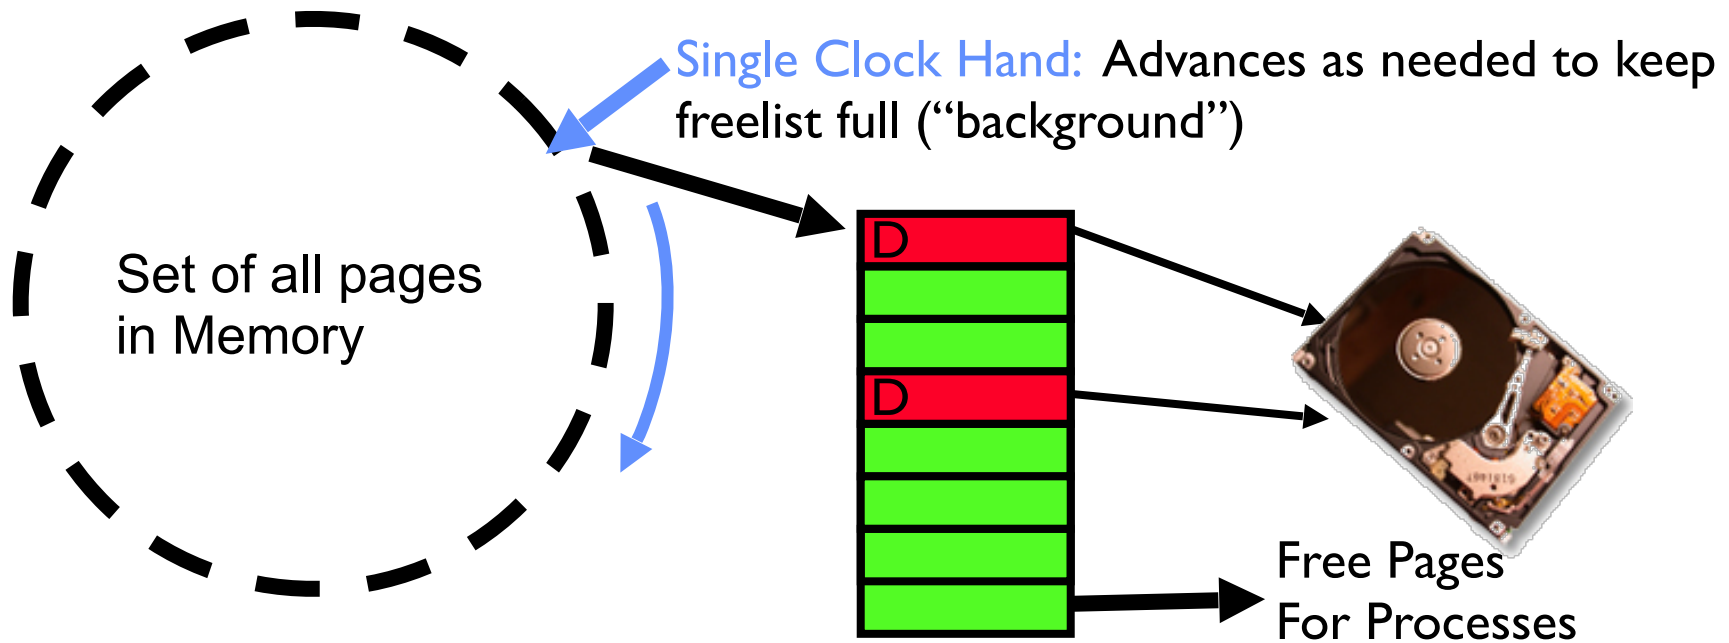 Single Clock Hand: Advances as needed to keep
freelist full (“background”)
Set of all pages
in Memory
D
D
Free Pages
For Processes